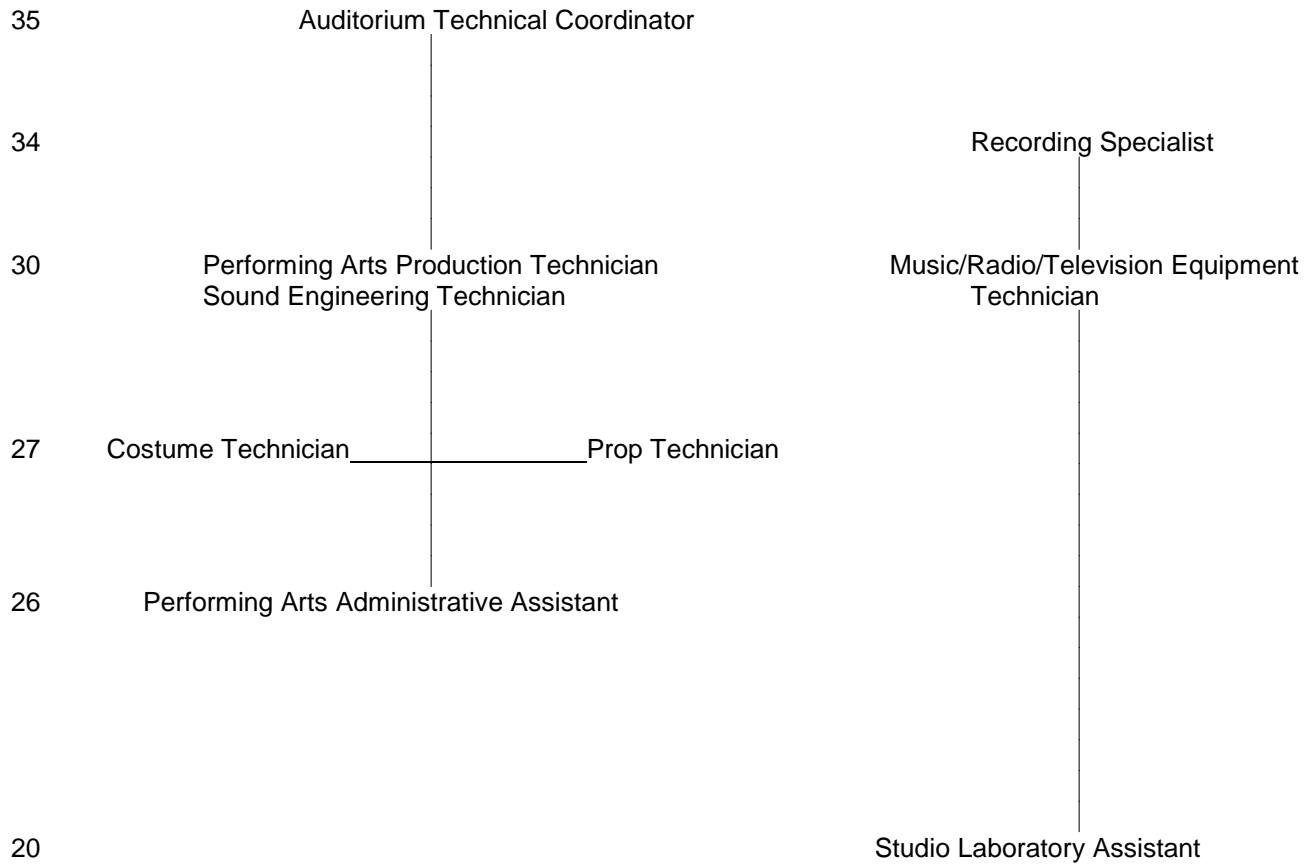 35 Auditorium Technical Coordinator
34 Recording Specialist
30 Performing Arts Production Technician Music/Radio/Television Equipment
Sound Engineering Technician Technician
27 Costume Technician Prop Technician
26 Performing Arts Administrative Assistant
20 Studio Laboratory Assistant